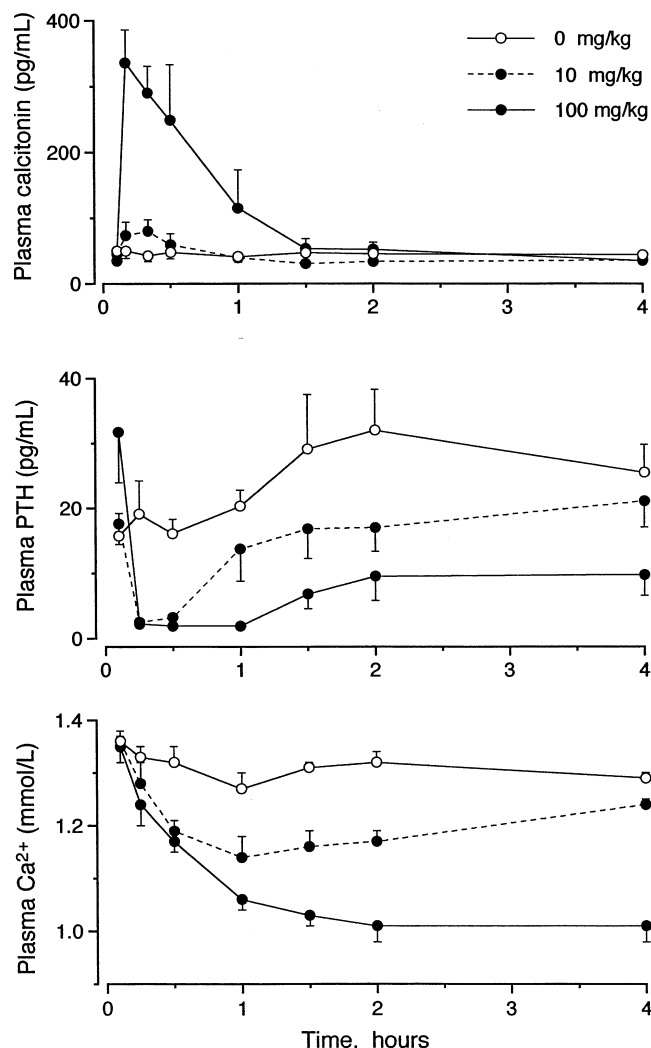 Plasma calcitonin (pg/mL)
400
200
0
0 mg/kg
10 mg/kg
100 mg/kg
0 1 2 3 4
Plasma PTH (pg/mL)
40
20
0
0 1 2 3 4
Plasma Ca²⁺ (mmol/L)
1.4
1.2
1.0
0 1 2 3 4
Time. hours